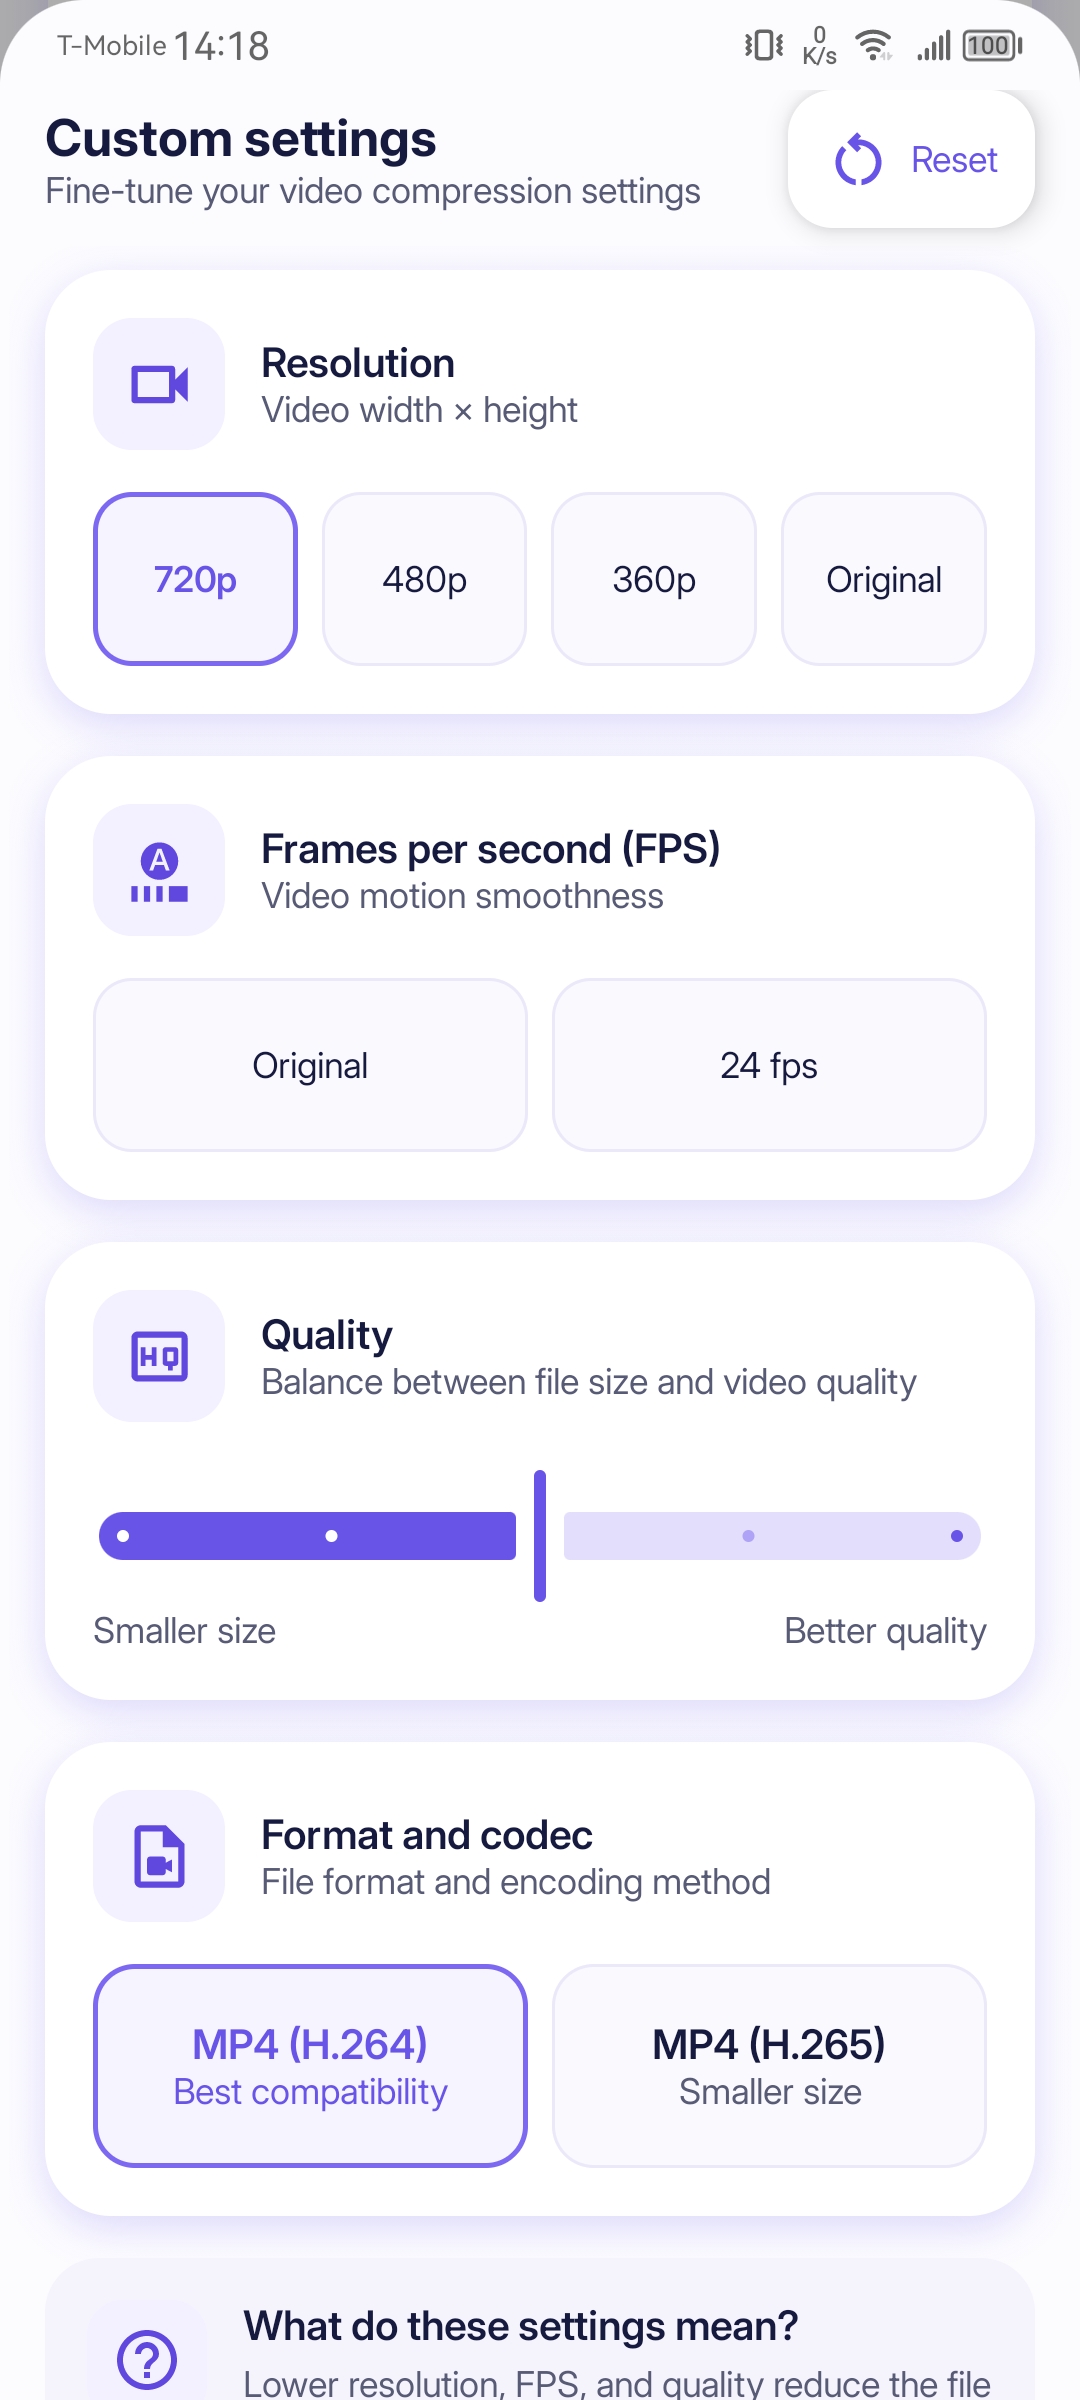 T-Mobile 14:18
0 K/s
100
Custom settings
Fine-tune your video compression settings
Reset
Resolution
Video width × height
720p
480p
360p
Original
A
Frames per second (FPS)
Video motion smoothness
Original
24 fps
HQ
Quality
Balance between file size and video quality
Smaller size
Better quality
Format and codec
File format and encoding method
MP4 (H.264)
Best compatibility
MP4 (H.265)
Smaller size
What do these settings mean?
Lower resolution, FPS, and quality reduce the file